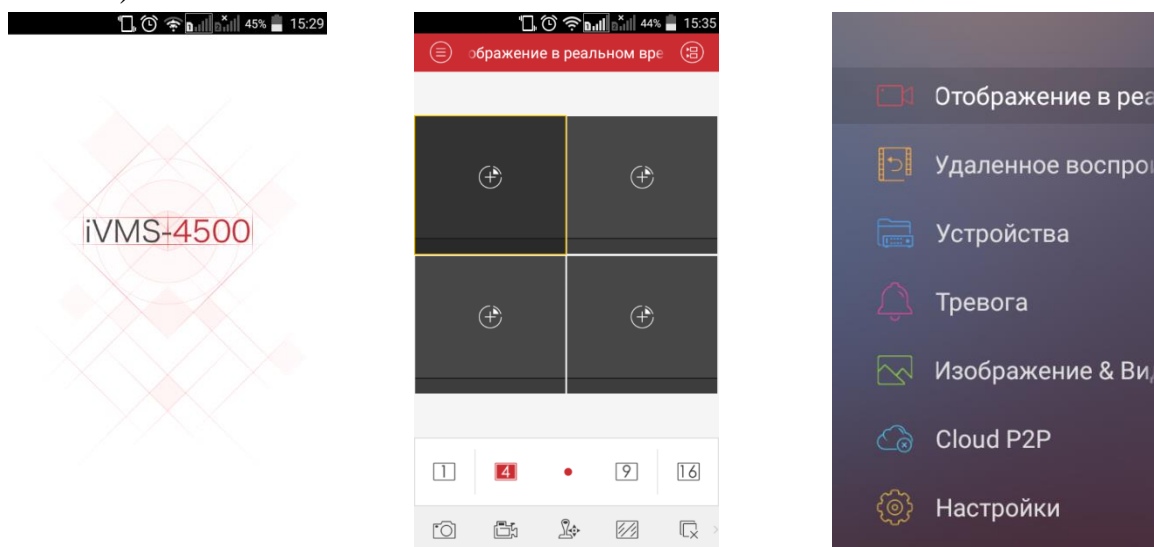 45% 15:29
iVMS-4500
44% 15:35
ображение в реальном вре
1 4 9 16
Отображение в реа
Удаленное воспро
Устройства
Тревога
Изображение & Ви
Cloud P2P
Настройки